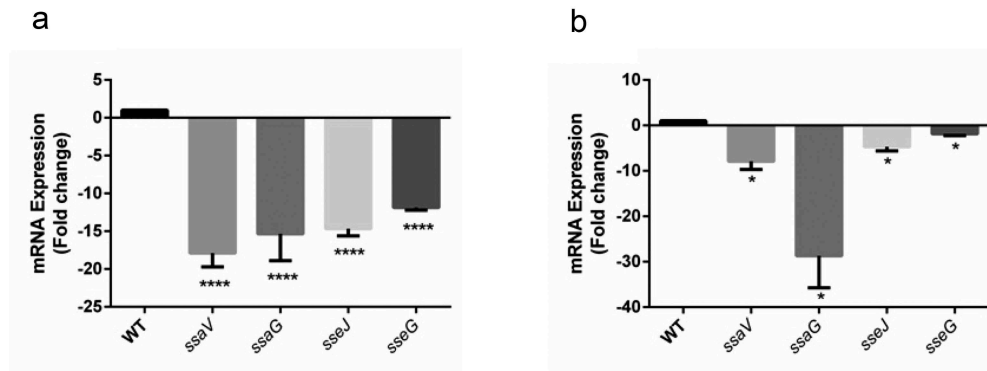 a
mRNA Expression
(Fold change)
5
0
-5
-10
-15
-20
-25
****
****
****
****
WT
ssaV
ssaG
sseJ
sseG
b
mRNA Expression
(Fold change)
10
0
-10
-20
-30
-40
*
*
*
*
WT
ssaV
ssaG
sseJ
sseG